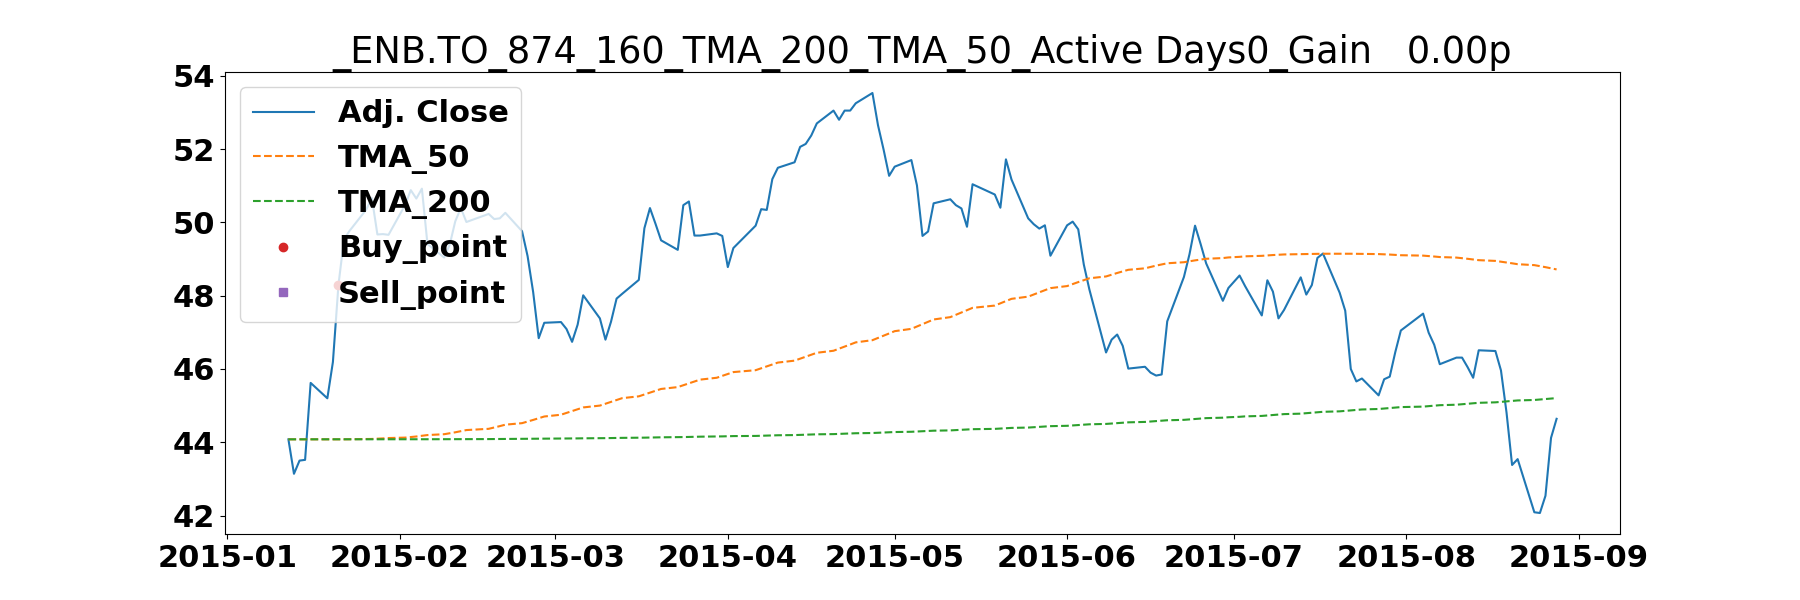 _ENB.TO_874_160_TMA_200_TMA_50_Active Days0_Gain   0.00p
54
52
50
48
46
44
42
Adj. Close
TMA_50
TMA_200
Buy_point
Sell_point
2015-01 2015-02 2015-03 2015-04 2015-05 2015-06 2015-07 2015-08 2015-09